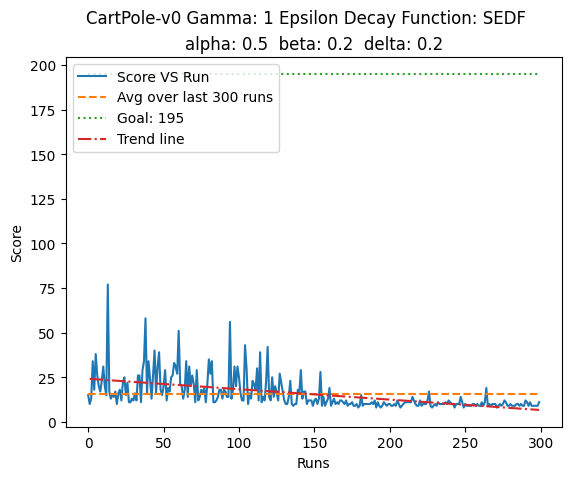 CartPole-v0 Gamma: 1 Epsilon Decay Function: SEDF
alpha: 0.5 beta: 0.2 delta: 0.2
Score VS Run
Avg over last 300 runs
Goal: 195
Trend line
Score
200
175
150
125
100
75
50
25
0
0 50 100 150 200 250 300
Runs